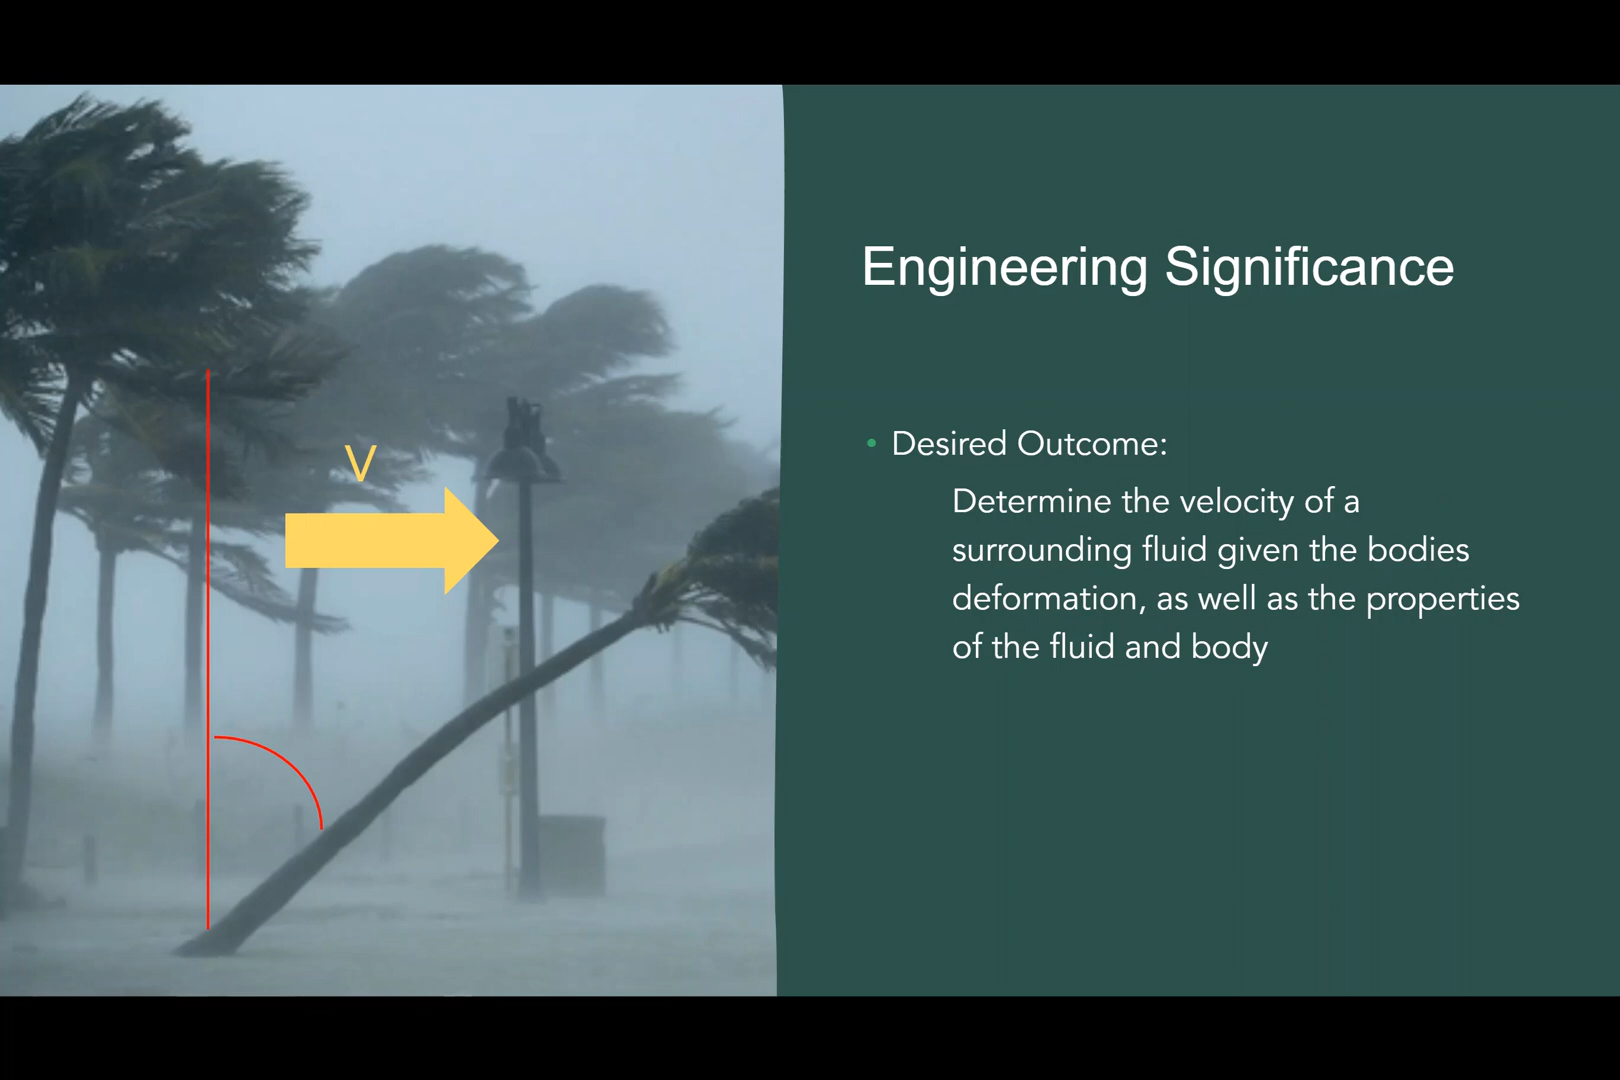 V
Engineering Significance
• Desired Outcome:
Determine the velocity of a
surrounding fluid given the bodies
deformation, as well as the properties
of the fluid and body